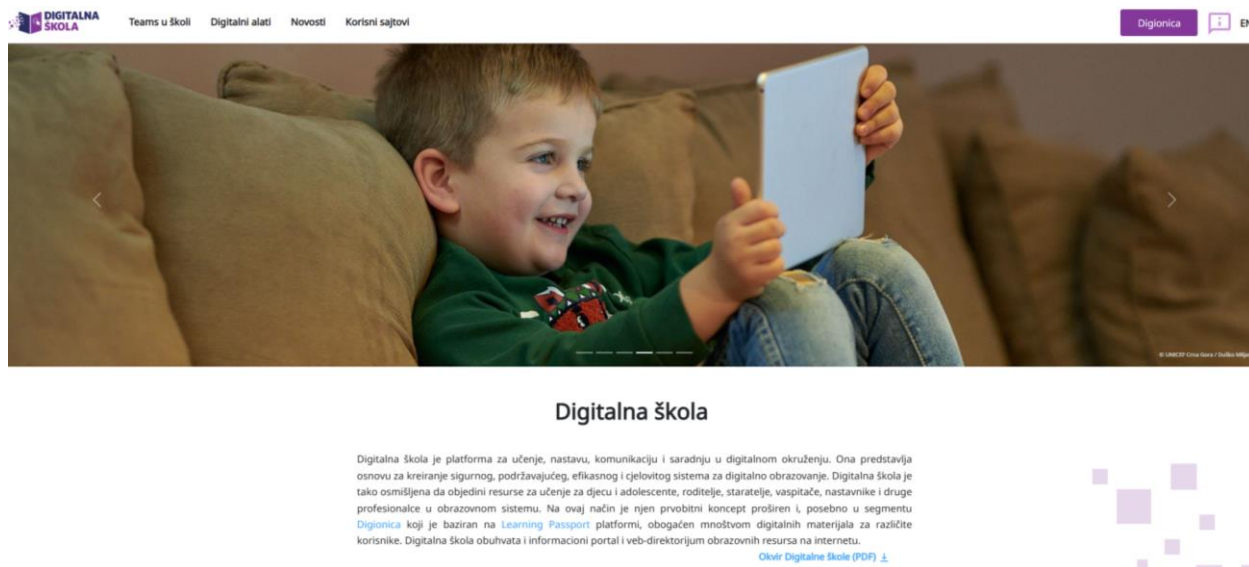 DIGITALNA
ŠKOLA
Teams u školi
Digitalni alati
Novosti
Korisni sajtovi
Digionica
EN
© UNICEF Crna Gora / Duško
Digitalna škola
Digitalna škola je platforma za učenje, nastavu, komunikaciju i saradnju u digitalnom okruženju. Ona predstavlja
osnovu za kreiranje sigurnog, podržavajućeg, efikasnog i cjelovitog sistema za digitalno obrazovanje. Digitalna škola je
tako osmišljena da objedini resurse za učenje za djecu i adolescente, roditelje, staratelje, vaspitače, nastavnike i druge
profesionalce u obrazovnom sistemu. Na ovaj način je njen prvobitni koncept proširen i, posebno u segmentu
Digionica koji je baziran na Learning Passport platformi, obogaćen mnoštvom digitalnih materijala za različite
korisnike. Digitalna škola obuhvata i informacioni portal i veb-direktorijum obrazovnih resursa na internetu.
Okvir Digitalne škole (PDF)